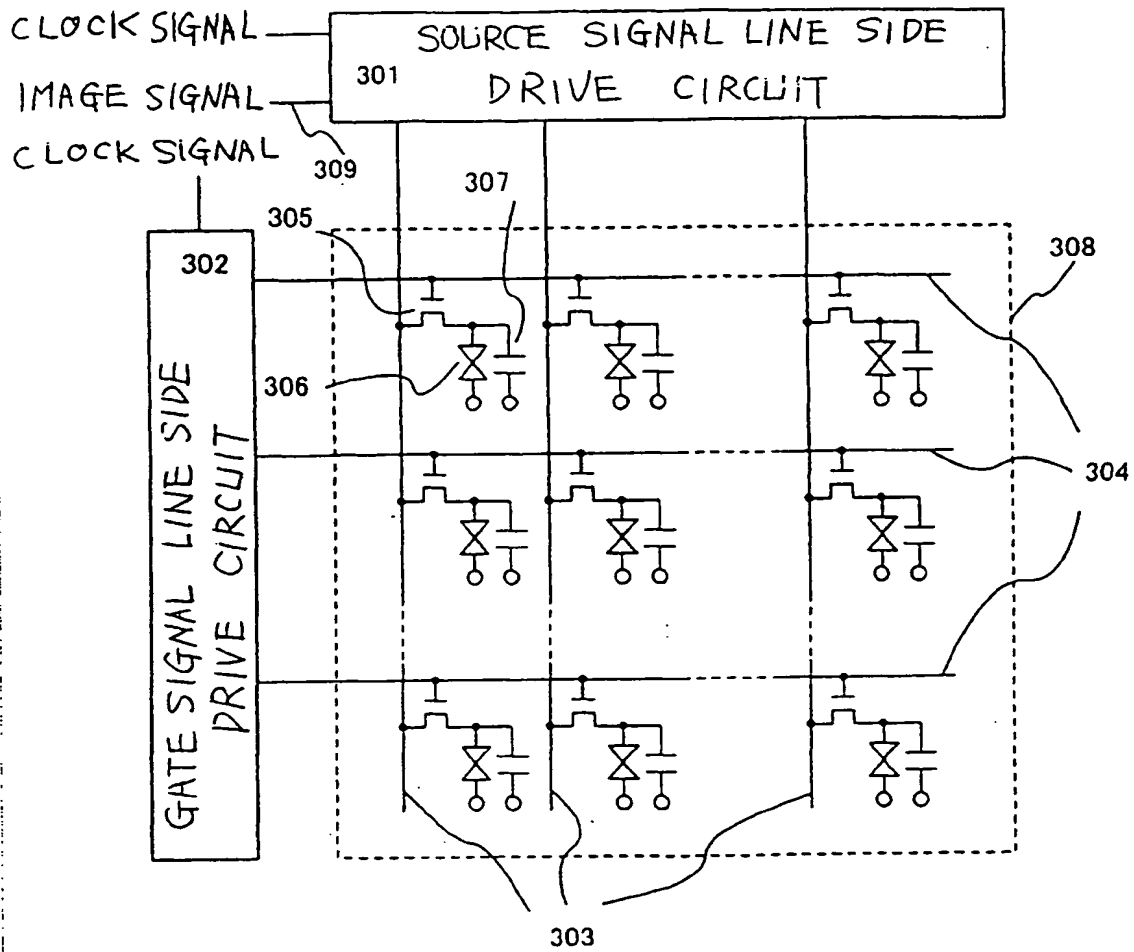 CLOCK SIGNAL
SOURCE SIGNAL LINE SIDE
301
DRIVE CIRCUIT
IMAGE SIGNAL
309
CLOCK SIGNAL
307
305
302
308
306
304
GATE SIGNAL LINE SIDE
DRIVE CIRCUIT
303